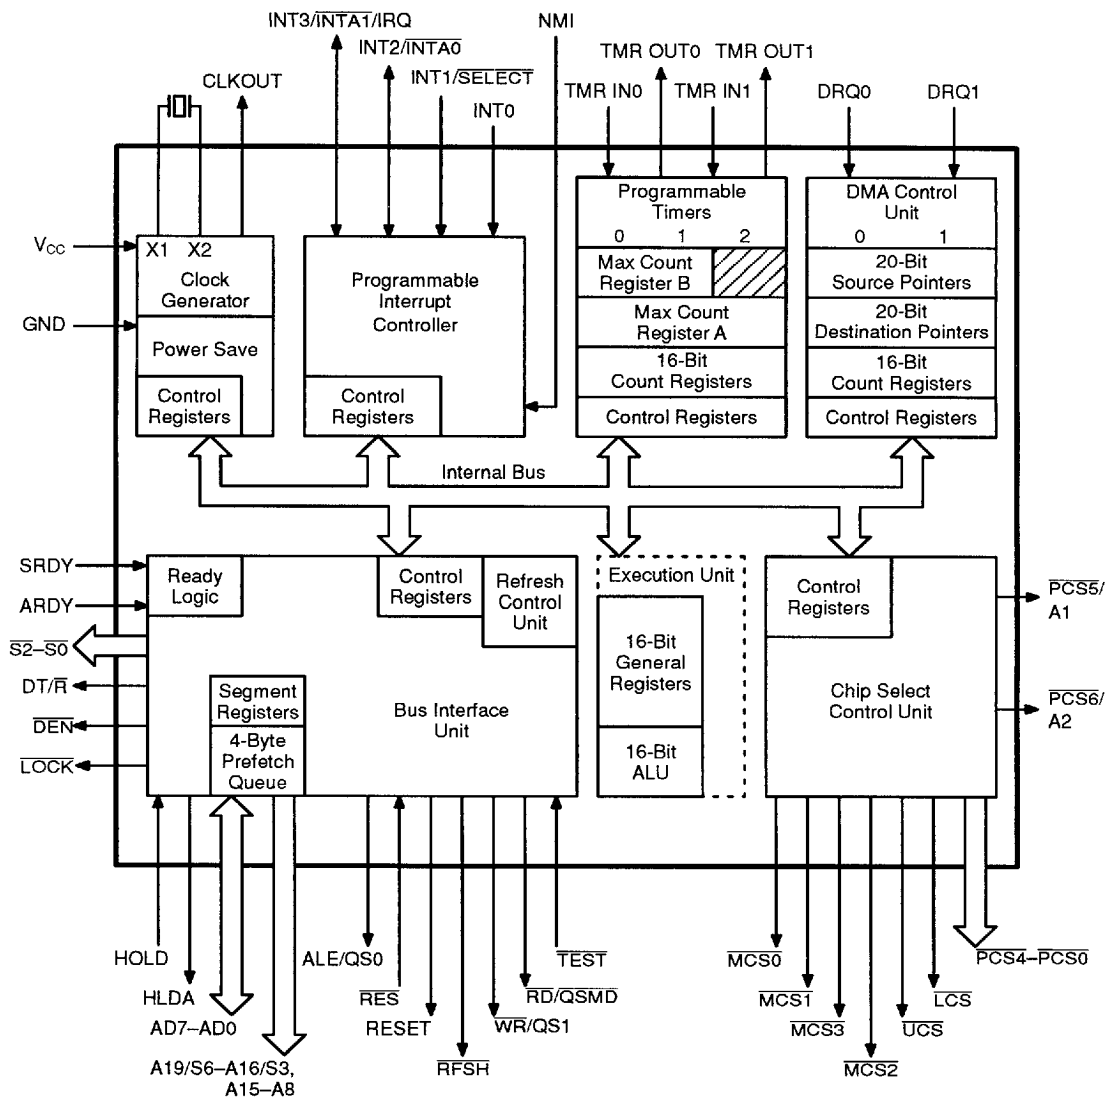 INT3/INTA1/IRQ
NMI
INT2/INTA0
TMR OUT0
TMR OUT1
CLKOUT
INT1/SELECT
TMR IN0
TMR IN1
DRQ0
DRQ1
INT0
Programmable
Timers
0 1 2
Max Count
Register B
Max Count
Register A
16-Bit
Count Registers
Control Registers
DMA Control
Unit
0 1
20-Bit
Source Pointers
20-Bit
Destination Pointers
16-Bit
Count Registers
Control Registers
VCC
X1 X2
Clock
Generator
GND
Power Save
Control
Registers
Programmable
Interrupt
Controller
Control
Registers
Internal Bus
SRDY
ARDY
S2–S0
DT/R
DEN
LOCK
Ready
Logic
Control
Registers
Refresh
Control
Unit
Segment
Registers
4-Byte
Prefetch
Queue
Bus Interface
Unit
Execution Unit
16-Bit
General
Registers
16-Bit
ALU
Control
Registers
Chip Select
Control Unit
PCS5/
A1
PCS6/
A2
HOLD
HLDA
AD7–AD0
A19/S6–A16/S3,
A15–A8
ALE/QS0
RES
RESET
RFSH
WR/QS1
RD/QSMD
TEST
MCS0
MCS1
MCS3
MCS2
UCS
LCS
PCS4–PCS0